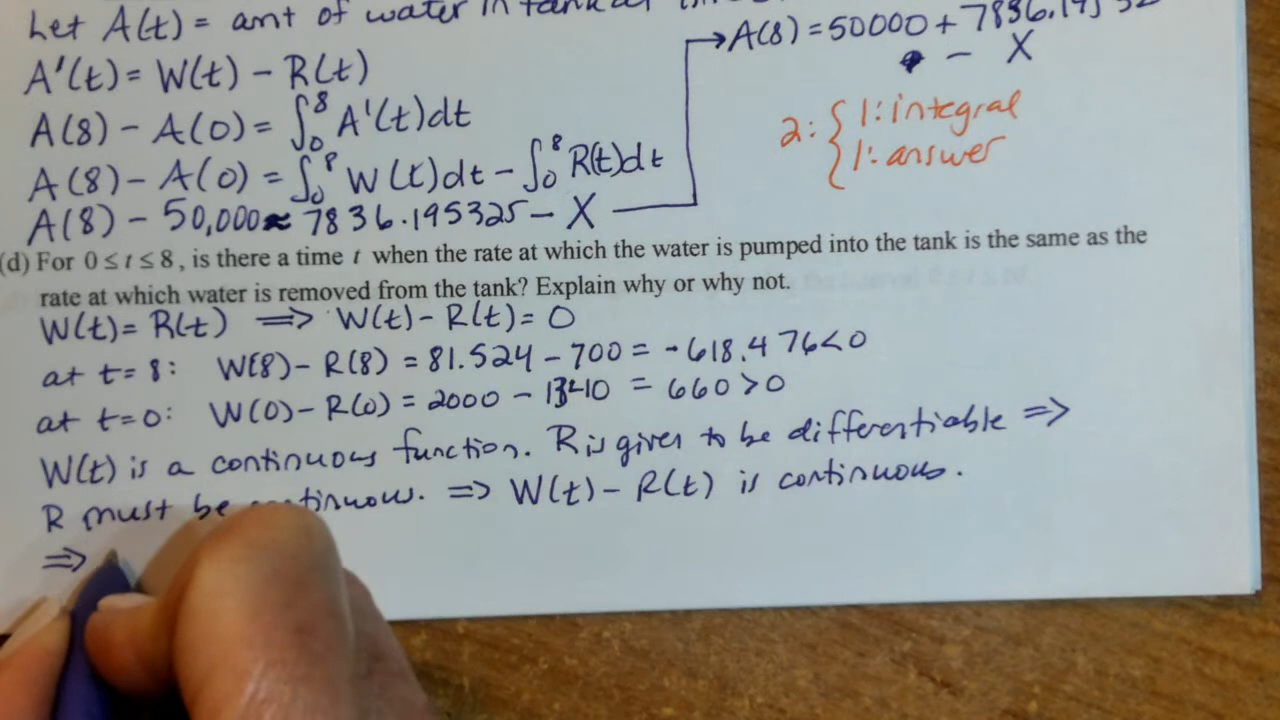 Let A(t) = amt of water in tank at
→ A(8) = 50000 + 7836.19532
- X
A'(t) = W(t) - R(t)
A(8) - A(0) = ∫₀⁸ A'(t)dt
2: { 1: integral
1: answer
A(8) - A(0) = ∫₀⁸ W(t)dt - ∫₀⁸ R(t)dt
A(8) - 50,000 ≈ 7836.195325 - X
(d) For 0 ≤ t ≤ 8, is there a time t when the rate at which the water is pumped into the tank is the same as the
rate at which water is removed from the tank? Explain why or why not.
W(t) = R(t) ⟹ W(t) - R(t) = 0
at t = 8: W(8) - R(8) = 81.524 - 700 = -618.476 < 0
at t = 0: W(0) - R(0) = 2000 - 1340 = 660 > 0
W(t) is a continuous function. R is given to be differentiable ⟹
R must be continuous. ⟹ W(t) - R(t) is continuous.
⟹